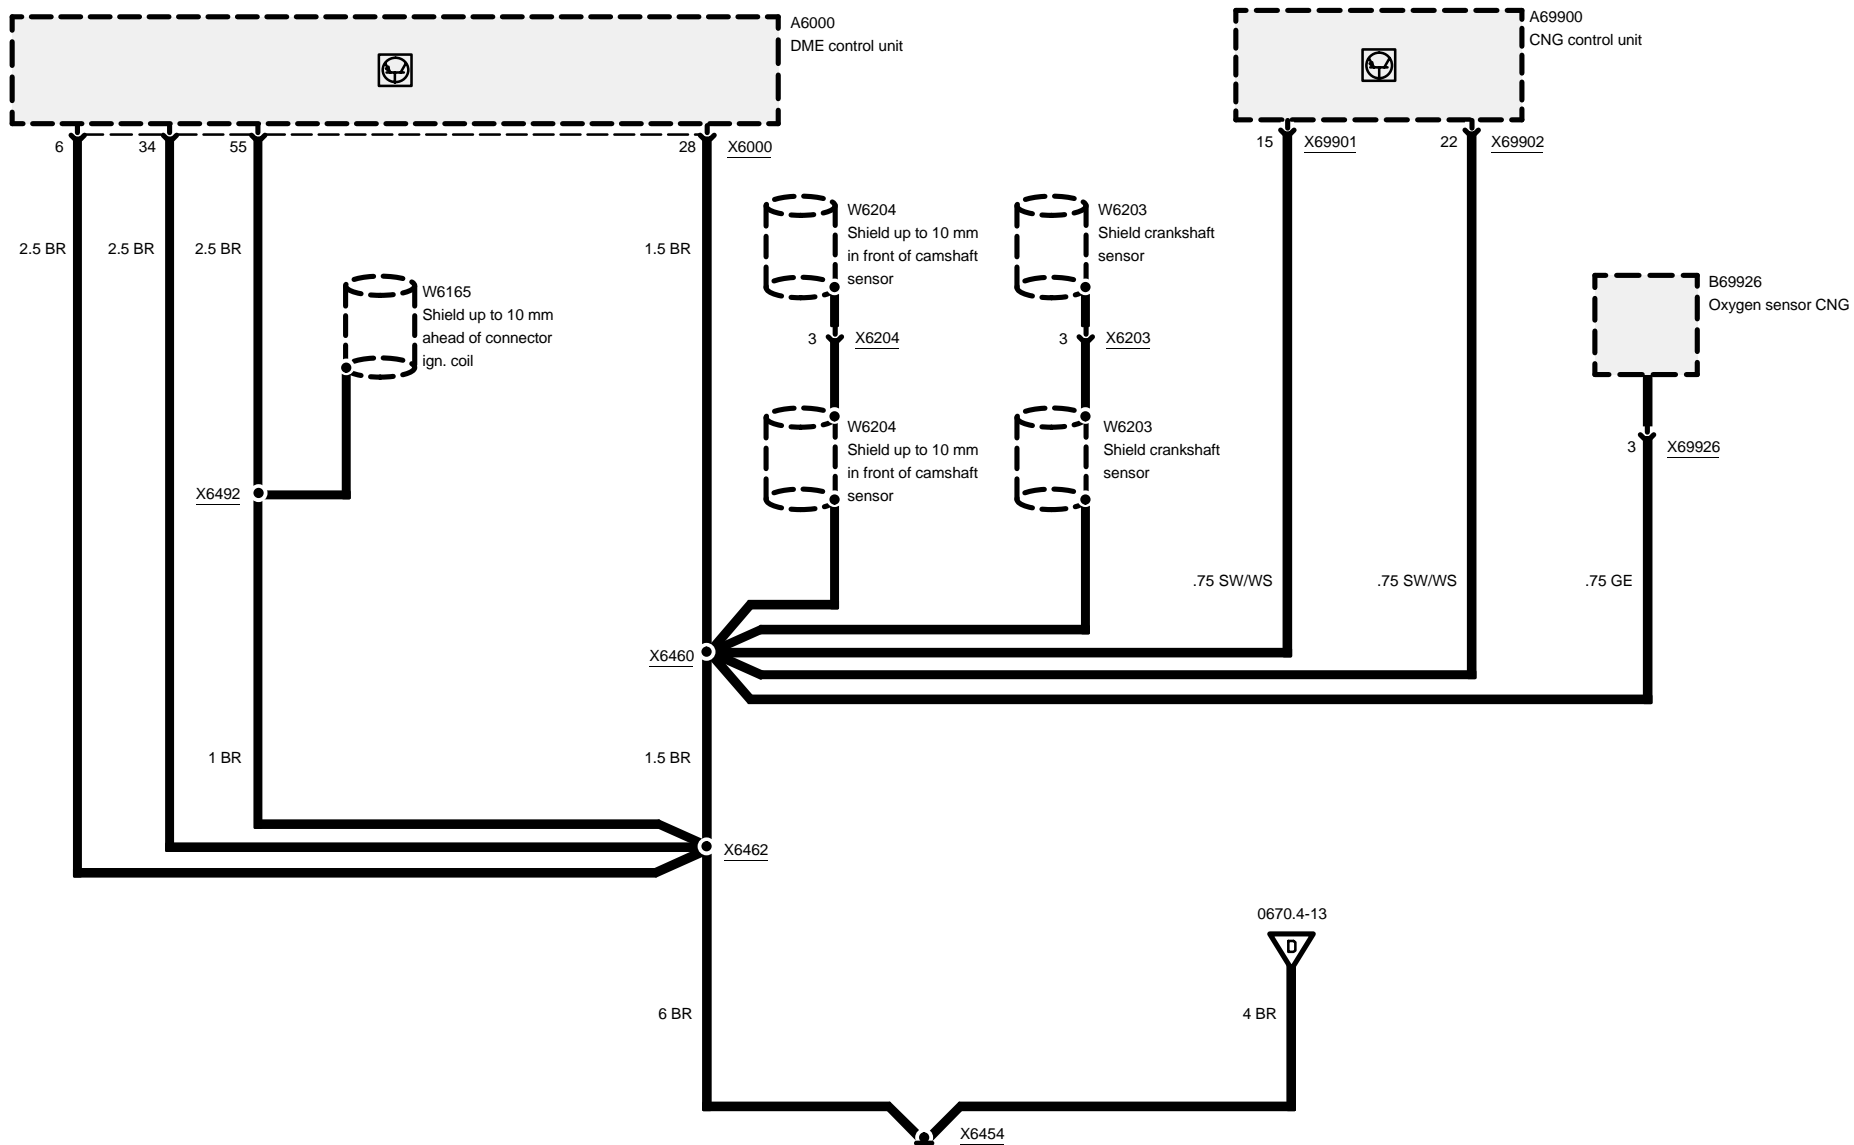 A6000
DME control unit
A69900
CNG control unit
6
34
55
28
X6000
15
X69901
22
X69902
W6204
Shield up to 10 mm
in front of camshaft
sensor
W6203
Shield crankshaft
sensor
2.5 BR
2.5 BR
2.5 BR
1.5 BR
W6165
Shield up to 10 mm
ahead of connector
ign. coil
B69926
Oxygen sensor CNG
3
X6204
3
X6203
W6204
Shield up to 10 mm
in front of camshaft
sensor
W6203
Shield crankshaft
sensor
3
X69926
X6492
.75 SW/WS
.75 SW/WS
.75 GE
X6460
1 BR
1.5 BR
X6462
0670.4-13
D
6 BR
4 BR
X6454